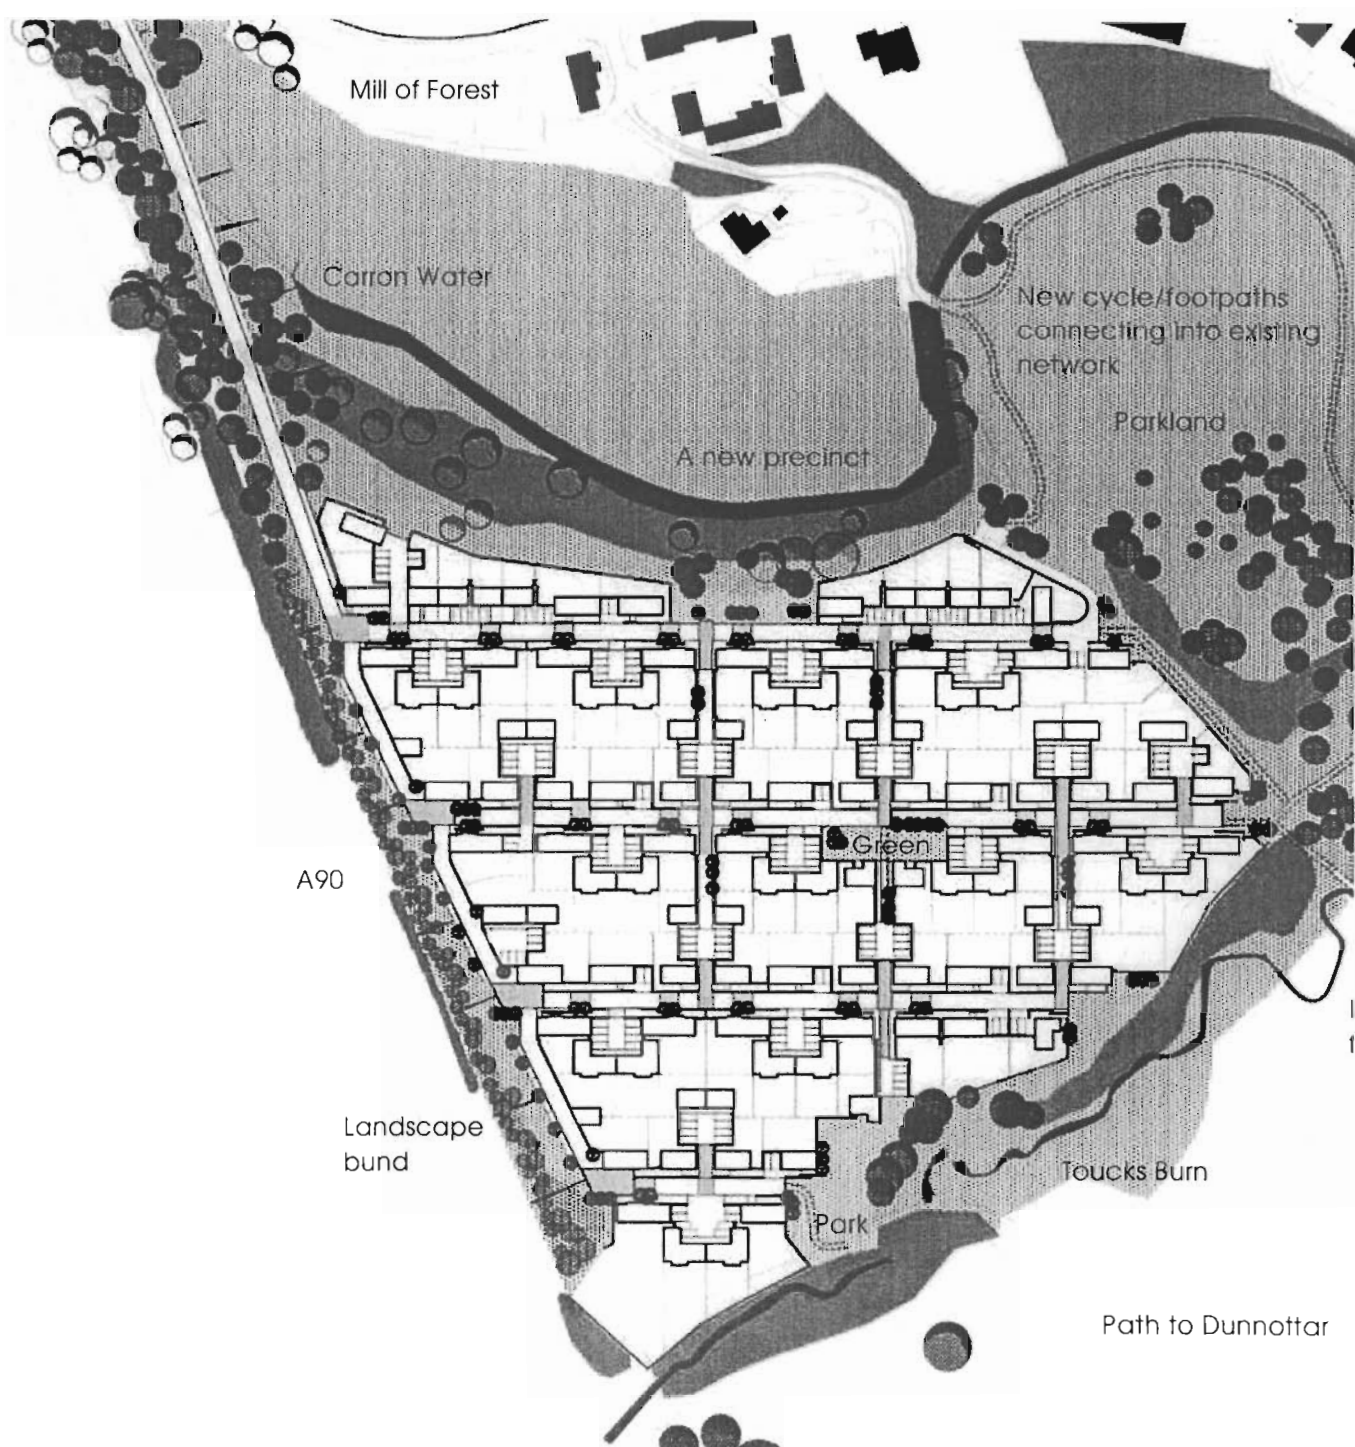 Mill of Forest
Carron Water
New cycle/footpaths
connecting into existing
network
Parkland
A new precinct
Green
A90
Landscape
bund
Toucks Burn
Park
Path to Dunnottar